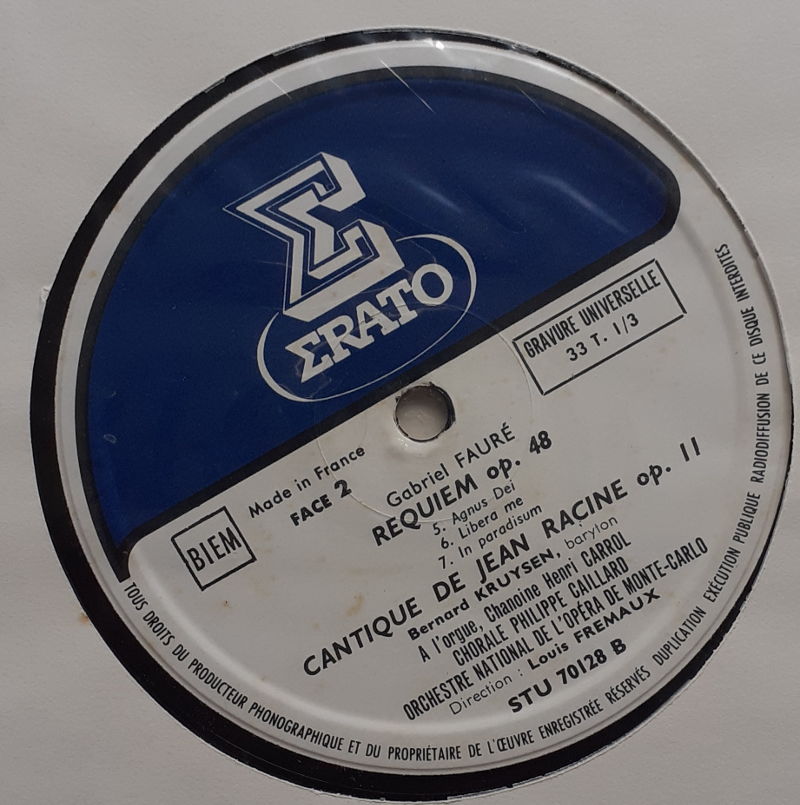 Σ
ΣRATO
GRAVURE UNIVERSELLE
33 T. 1/3
BIEM
Made in France
FACE 2
Gabriel FAURÉ
REQUIEM op. 48
5. Agnus Dei
6. Libera me
7. In paradisum
CANTIQUE DE JEAN RACINE op. 11
Bernard KRUYSEN, baryton
A l'orgue, Chanoine Henri CARROL
CHORALE PHILIPPE CAILLARD
ORCHESTRE NATIONAL DE L'OPÉRA DE MONTE-CARLO
Direction : Louis FREMAUX
STU 70128 B
TOUS DROITS DU PRODUCTEUR PHONOGRAPHIQUE ET DU PROPRIÉTAIRE DE L'ŒUVRE ENREGISTRÉE RÉSERVÉS DUPLICATION EXÉCUTION PUBLIQUE RADIODIFFUSION DE CE DISQUE INTERDITES